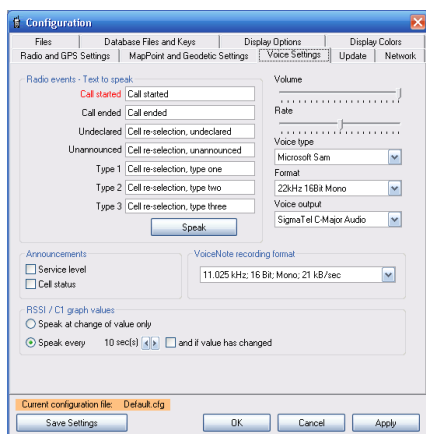 Configuration
Files Database Files and Keys Display Options Display Colors
Radio and GPS Settings MapPoint and Geodetic Settings Voice Settings Update Network
Radio events - Text to speak
Call started Call started
Call ended Call ended
Undeclared Cell re-selection, undeclared
Unannounced Cell re-selection, unannounced
Type 1 Cell re-selection, type one
Type 2 Cell re-selection, type two
Type 3 Cell re-selection, type three
Speak
Volume
Rate
Voice type
Microsoft Sam
Format
22kHz 16Bit Mono
Voice output
SigmaTel C-Major Audio
Announcements
Service level
Cell status
VoiceNote recording format
11.025 kHz; 16 Bit; Mono; 21 kB/sec
RSSI / C1 graph values
Speak at change of value only
Speak every 10 sec(s) and if value has changed
Current configuration file: Default.cfg
Save Settings OK Cancel Apply